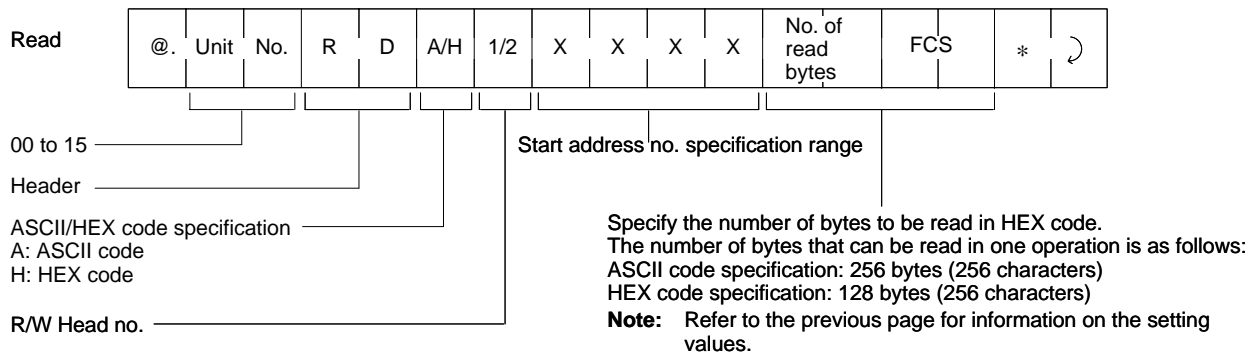 Read
@. Unit No. R D A/H 1/2 X X X X No. of read bytes FCS * ⤸
00 to 15
Start address no. specification range
Header
ASCII/HEX code specification
A: ASCII code
H: HEX code
R/W Head no.
Specify the number of bytes to be read in HEX code.
The number of bytes that can be read in one operation is as follows:
ASCII code specification: 256 bytes (256 characters)
HEX code specification: 128 bytes (256 characters)
Note: Refer to the previous page for information on the setting
values.